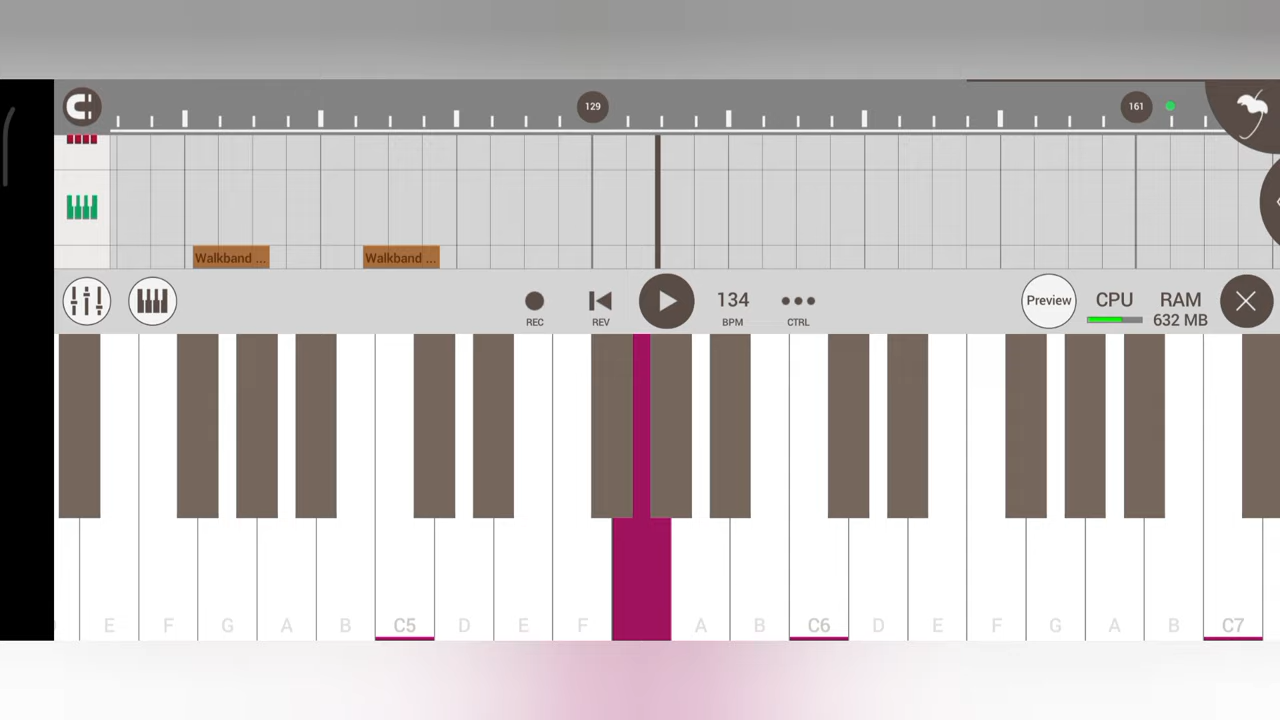 129 161
Walkband ... Walkband ...
134 Preview CPU RAM
REC REV BPM CTRL 632 MB
E F G A B C5 D E F A B C6 D E F G A B C7